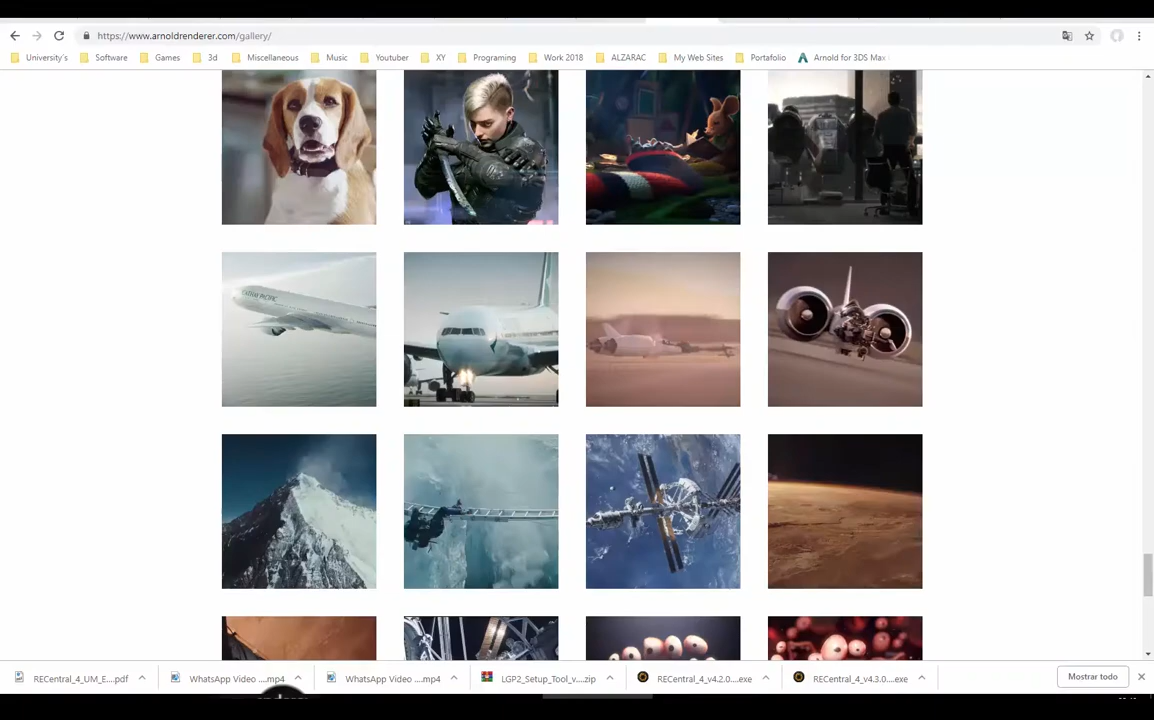 https://www.arnoldrenderer.com/gallery/
University's Software Games 3d Miscellaneous Music Youtuber XY Programing Work 2018 ALZARAC My Web Sites Portafolio Arnold for 3DS Max
CATHAY PACIFIC
RECentral_4_UM_E....pdf WhatsApp Video ....mp4 WhatsApp Video ....mp4 LGP2_Setup_Tool_v....zip RECentral_4_v4.2.0....exe RECentral_4_v4.3.0....exe Mostrar todo